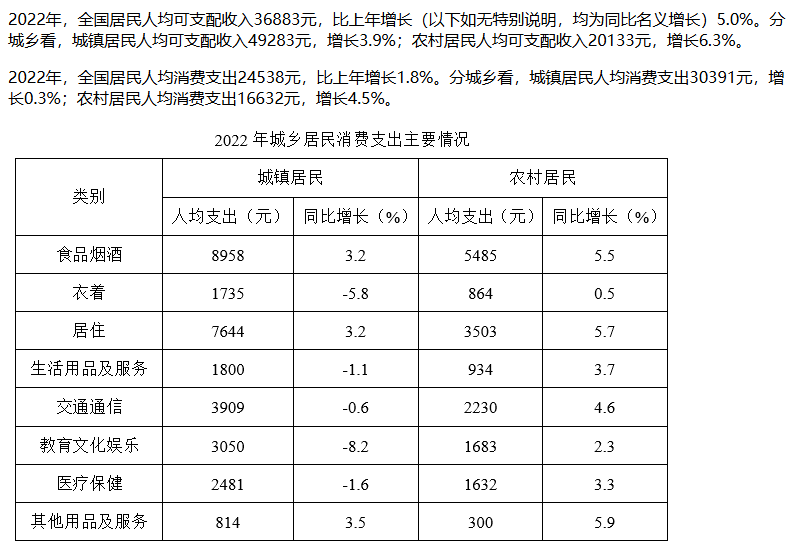 2022年，全国居民人均可支配收入36883元，比上年增长（以下如无特别说明，均为同比名义增长）5.0%。分
城乡看，城镇居民人均可支配收入49283元，增长3.9%；农村居民人均可支配收入20133元，增长6.3%。
2022年，全国居民人均消费支出24538元，比上年增长1.8%。分城乡看，城镇居民人均消费支出30391元，增
长0.3%；农村居民人均消费支出16632元，增长4.5%。
2022 年城乡居民消费支出主要情况
类别 城镇居民 农村居民
人均支出（元） 同比增长（%） 人均支出（元） 同比增长（%）
食品烟酒 8958 3.2 5485 5.5
衣着 1735 -5.8 864 0.5
居住 7644 3.2 3503 5.7
生活用品及服务 1800 -1.1 934 3.7
交通通信 3909 -0.6 2230 4.6
教育文化娱乐 3050 -8.2 1683 2.3
医疗保健 2481 -1.6 1632 3.3
其他用品及服务 814 3.5 300 5.9